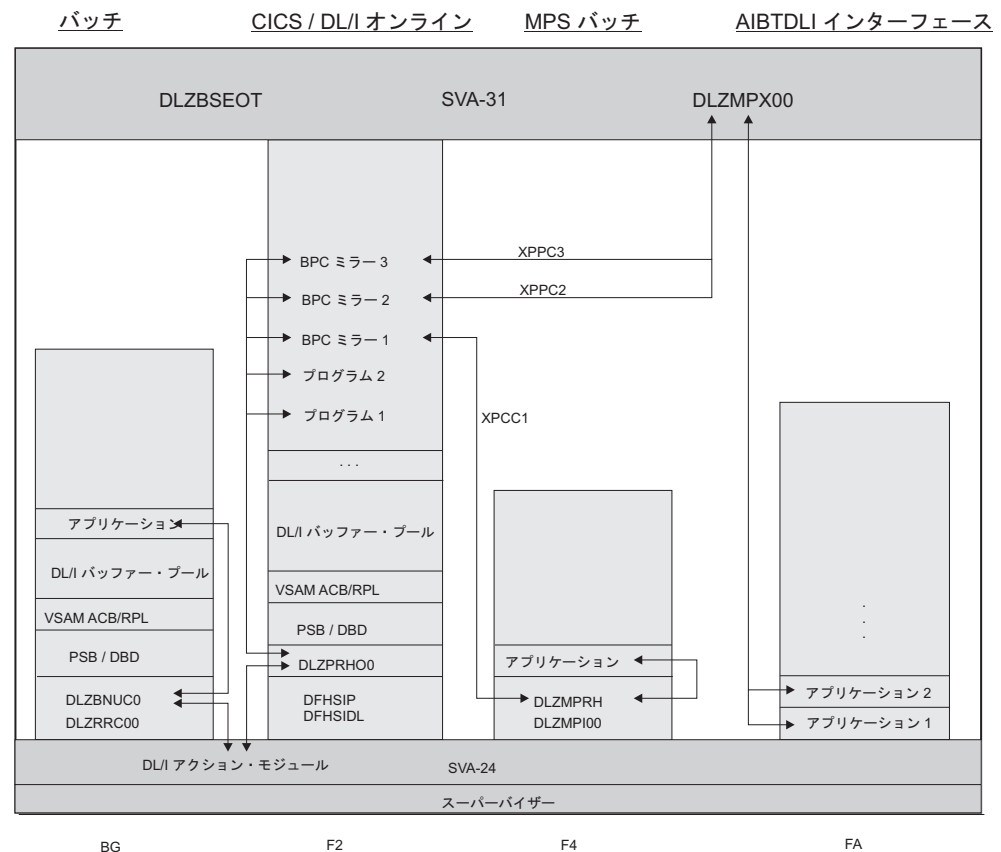 バッチ
CICS / DL/I オンライン
MPS バッチ
AIBTDLI インターフェース
DLZBSEOT
SVA-31
DLZMPX00
XPPC3
BPC ミラー 3
XPPC2
BPC ミラー 2
BPC ミラー 1
プログラム 2
プログラム 1
XPCC1
. . .
アプリケーション
DL/I バッファー・プール
DL/I バッファー・プール
VSAM ACB/RPL
VSAM ACB/RPL
PSB / DBD
PSB / DBD
DLZPRHO0
アプリケーション
.
.
.
アプリケーション 2
DLZBNUC0
DLZRRC00
DFHSIP
DFHSIDL
DLZMPRH
DLZMPI00
アプリケーション 1
DL/I アクション・モジュール
SVA-24
スーパーバイザー
BG
F2
F4
FA